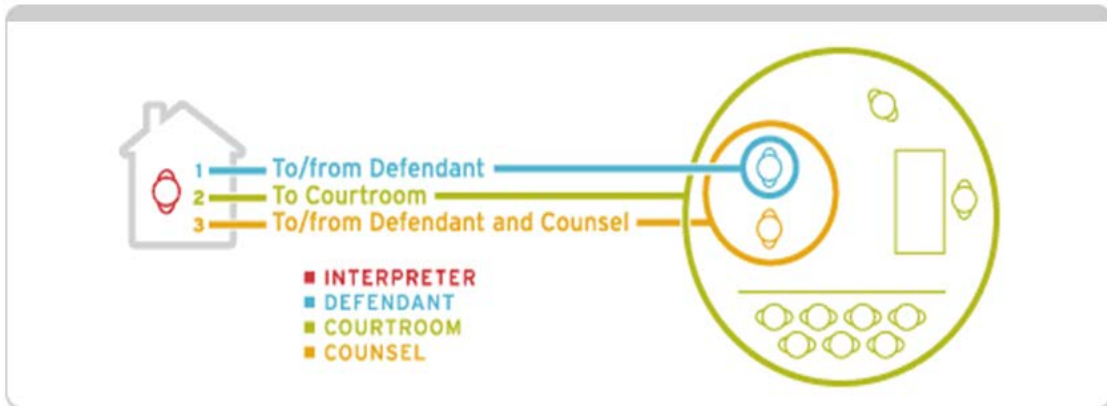 1 To/from Defendant
2 To Courtroom
3 To/from Defendant and Counsel
INTERPRETER
DEFENDANT
COURTROOM
COUNSEL